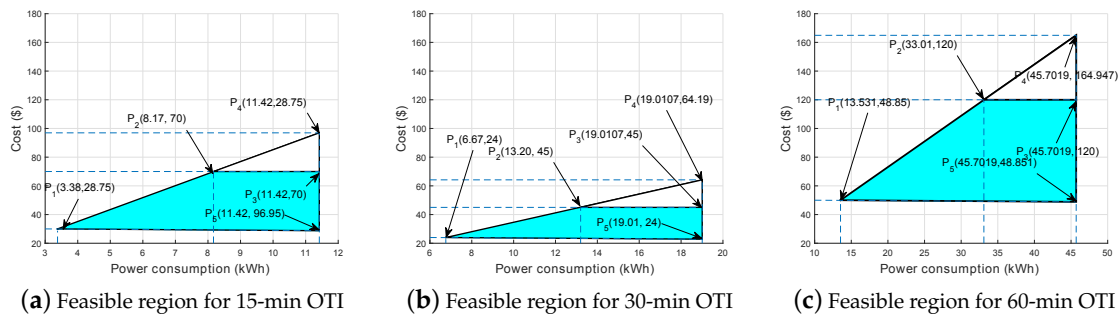 180
160
140
120
100
80
60
40
20
Cost ($)
P4(11.42,28.75)
P2(8.17, 70)
P1(3.38,28.75)
P3(11.42,70)
P5(11.42, 96.95)
3 4 5 6 7 8 9 10 11 12
Power consumption (kWh)
(a) Feasible region for 15-min OTI
180
160
140
120
100
80
60
40
20
Cost ($)
P4(19.0107,64.19)
P3(19.0107,45)
P1(6.67,24)
P2(13.20, 45)
P5(19.01, 24)
6 8 10 12 14 16 18 20
Power consumption (kWh)
(b) Feasible region for 30-min OTI
180
160
140
120
100
80
60
40
20
Cost ($)
P2(33.01,120)
P4(45.7019, 164.947)
P1(13.531,48.85)
P3(45.7019, 120)
P5(45.7019,48.851)
10 15 20 25 30 35 40 45 50
Power consumption (kWh)
(c) Feasible region for 60-min OTI